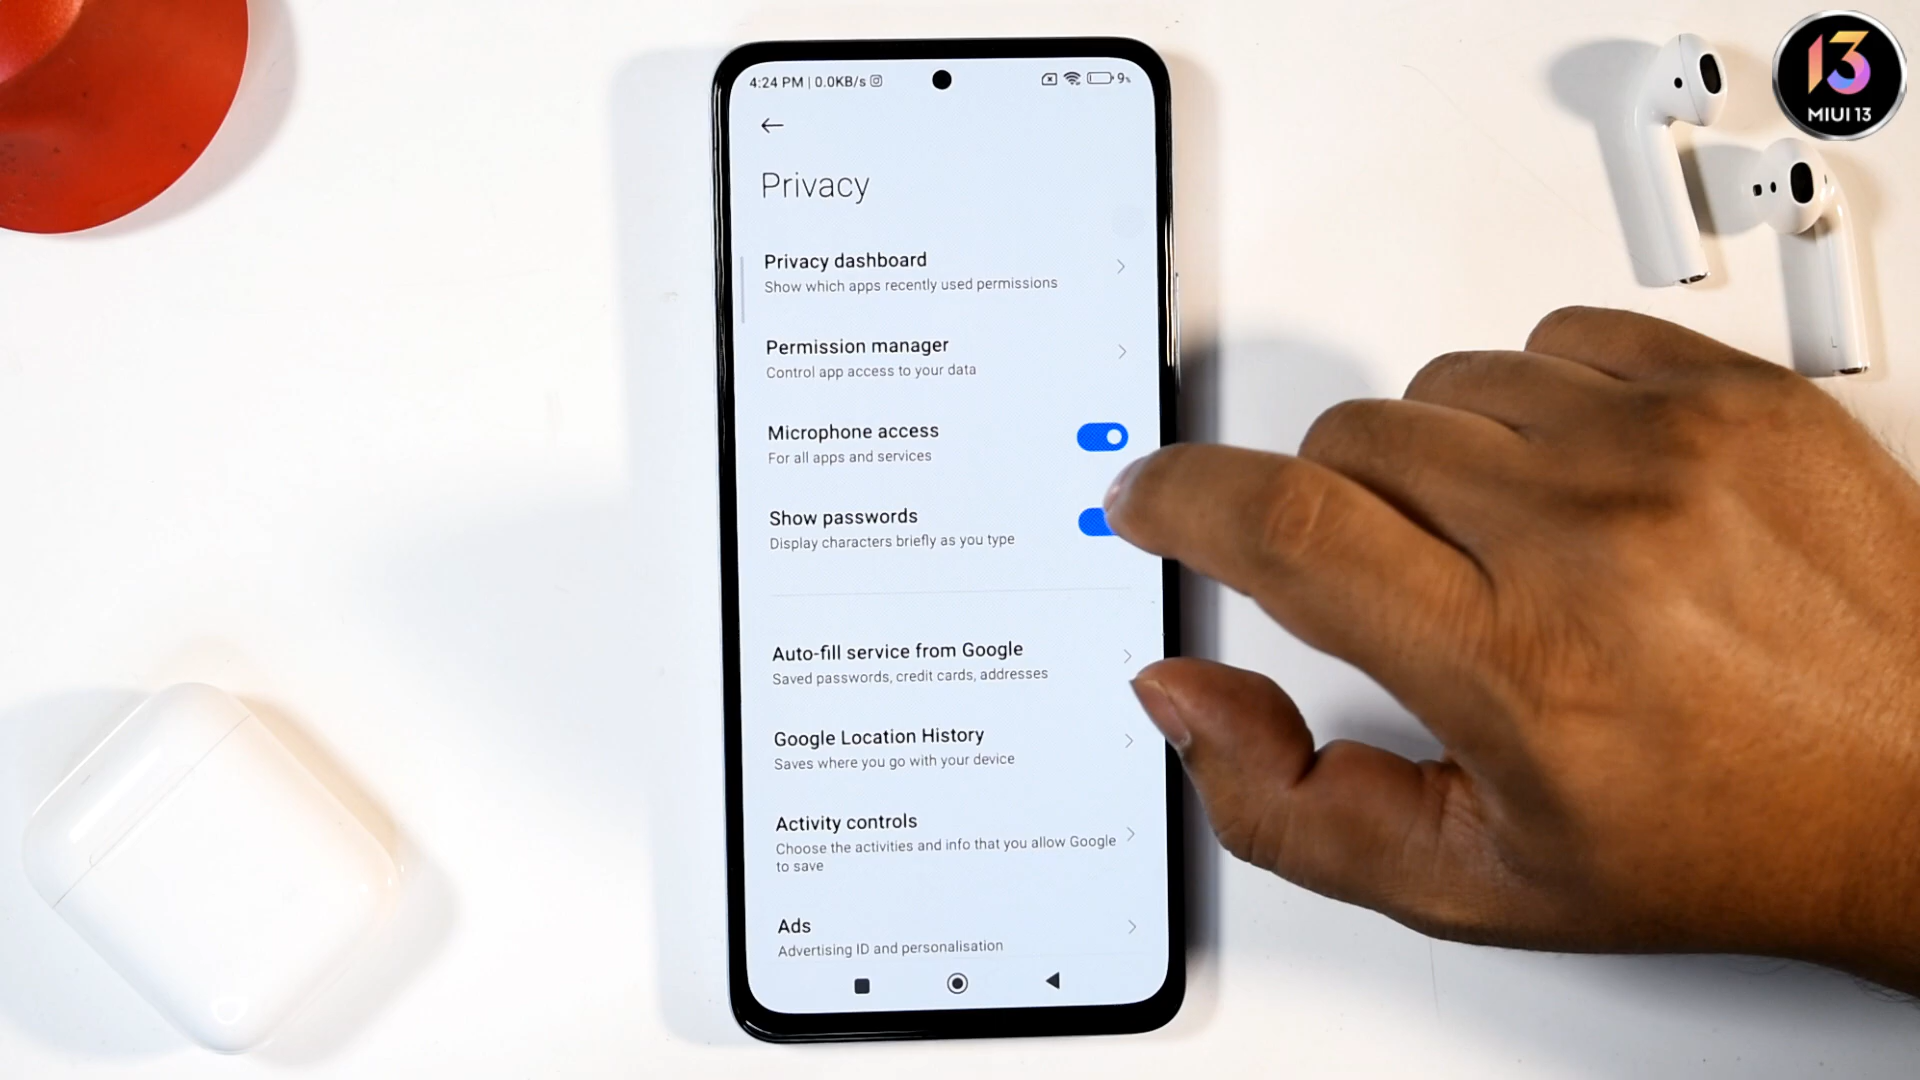 13
MIUI 13
4:24 PM | 0.0KB/s
9%
Privacy
Privacy dashboard
Show which apps recently used permissions
Permission manager
Control app access to your data
Microphone access
For all apps and services
Show passwords
Display characters briefly as you type
Auto-fill service from Google
Saved passwords, credit cards, addresses
Google Location History
Saves where you go with your device
Activity controls
Choose the activities and info that you allow Google
to save
Ads
Advertising ID and personalisation
L